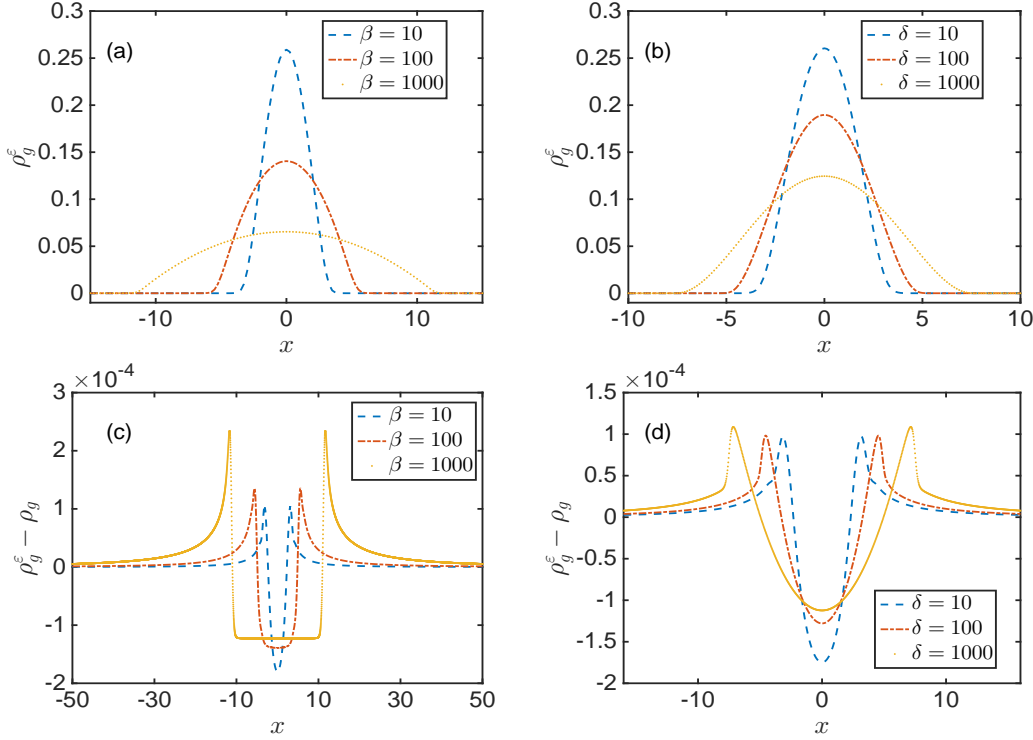 (a)
β = 10
β = 100
β = 1000
0.3
0.25
0.2
0.15
0.1
0.05
0
ρ_g^ε
-10
0
10
x
(b)
δ = 10
δ = 100
δ = 1000
0.3
0.25
0.2
0.15
0.1
0.05
0
ρ_g^ε
-10
-5
0
5
10
x
×10⁻⁴
(c)
β = 10
β = 100
β = 1000
3
2
1
0
-1
-2
ρ_g^ε − ρ_g
-50
-30
-10
10
30
50
x
×10⁻⁴
(d)
δ = 10
δ = 100
δ = 1000
1.5
1
0.5
0
-0.5
-1
-1.5
-2
ρ_g^ε − ρ_g
-10
0
10
x